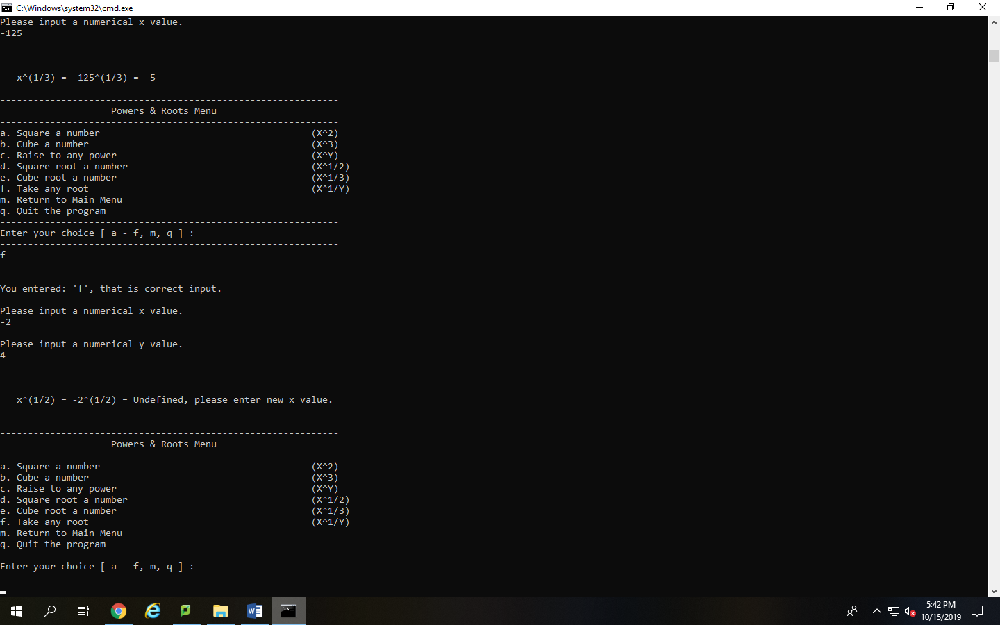 C:\Windows\system32\cmd.exe
Please input a numerical x value.
-125
x^(1/3) = -125^(1/3) = -5
-------------------------------------------------------------
Powers & Roots Menu
-------------------------------------------------------------
a. Square a number (X^2)
b. Cube a number (X^3)
c. Raise to any power (X^Y)
d. Square root a number (X^1/2)
e. Cube root a number (X^1/3)
f. Take any root (X^1/Y)
m. Return to Main Menu
q. Quit the program
-------------------------------------------------------------
Enter your choice [ a - f, m, q ] :
-------------------------------------------------------------
f
You entered: 'f', that is correct input.
Please input a numerical x value.
-2
Please input a numerical y value.
4
x^(1/2) = -2^(1/2) = Undefined, please enter new x value.
-------------------------------------------------------------
Powers & Roots Menu
-------------------------------------------------------------
a. Square a number (X^2)
b. Cube a number (X^3)
c. Raise to any power (X^Y)
d. Square root a number (X^1/2)
e. Cube root a number (X^1/3)
f. Take any root (X^1/Y)
m. Return to Main Menu
q. Quit the program
-------------------------------------------------------------
Enter your choice [ a - f, m, q ] :
-------------------------------------------------------------
5:42 PM
10/15/2019